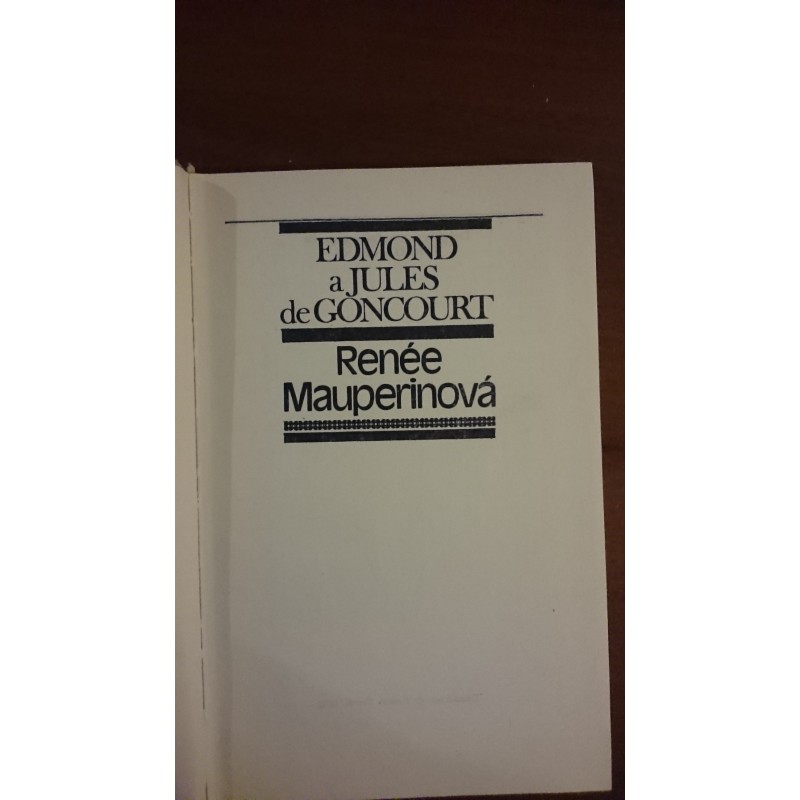 EDMOND
a JULES
de GONCOURT
Renée
Mauperinová